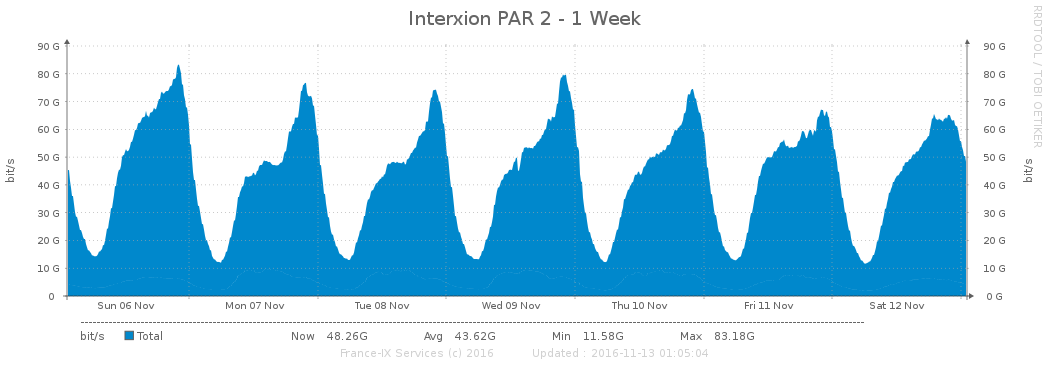 Interxion PAR 2 - 1 Week
RRDTOOL / TOBI OETIKER
bit/s
90 G 90 G
80 G 80 G
70 G 70 G
60 G 60 G
50 G 50 G
40 G 40 G
30 G 30 G
20 G 20 G
10 G 10 G
0 0 G
bit/s
Sun 06 Nov Mon 07 Nov Tue 08 Nov Wed 09 Nov Thu 10 Nov Fri 11 Nov Sat 12 Nov
bit/s Total Now 48.26G Avg 43.62G Min 11.58G Max 83.18G
France-IX Services (c) 2016 Updated : 2016-11-13 01:05:04